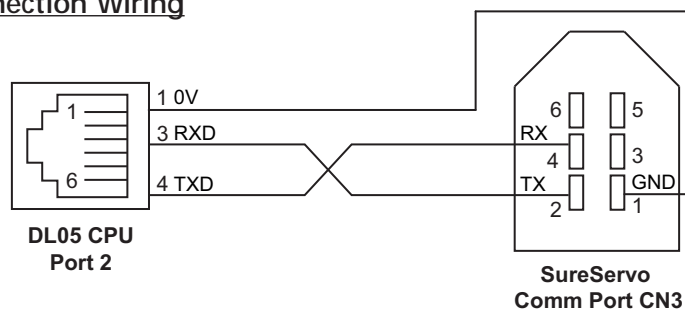 nection Wiring
1 0V
1
3 RXD
6
4 TXD
DL05 CPU
Port 2
6
5
RX
4
3
TX
GND
2
1
SureServo
Comm Port CN3